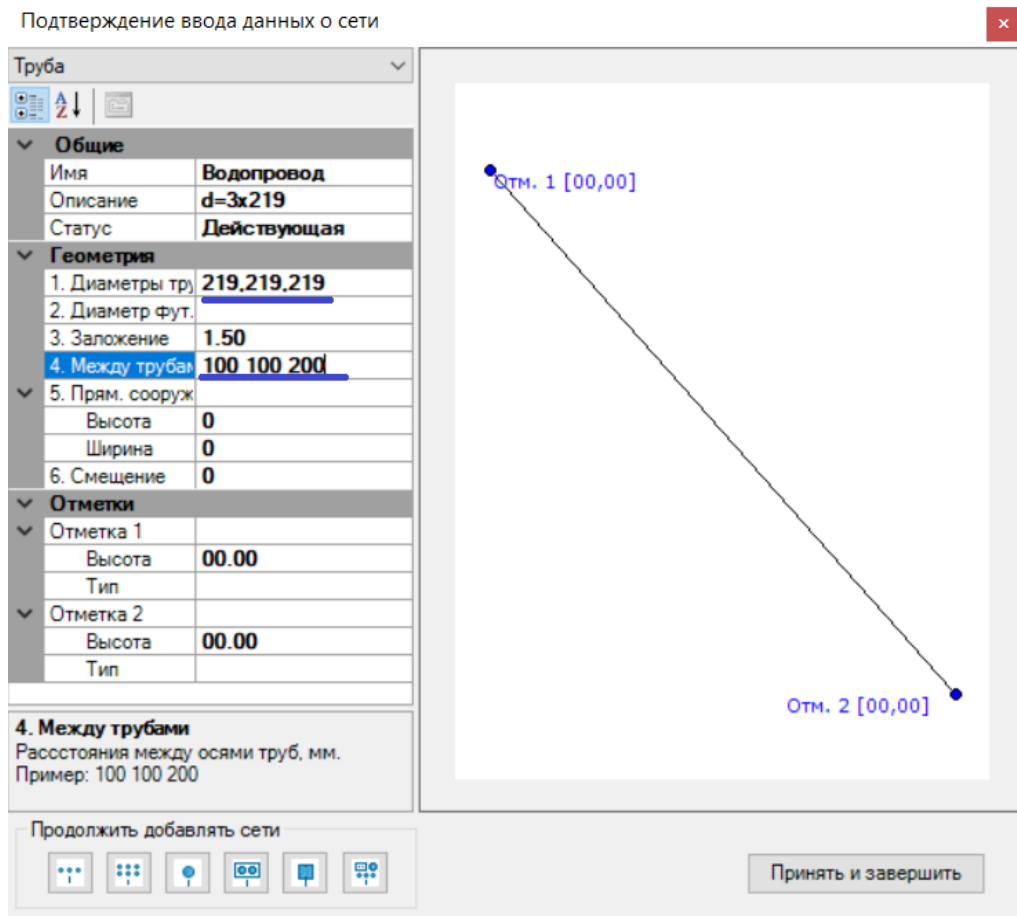 Подтверждение ввода данных о сети
Труба
Общие
Имя Водопровод
Описание d=3x219
Статус Действующая
Геометрия
1. Диаметры тру 219,219,219
2. Диаметр фут.
3. Заложение 1.50
4. Между трубам 100 100 200
5. Прям. сооруж
Высота 0
Ширина 0
6. Смещение 0
Отметки
Отметка 1
Высота 00.00
Тип
Отметка 2
Высота 00.00
Тип
4. Между трубами
Расссто­яния между осями труб, мм.
Пример: 100 100 200
Отм. 1 [00,00]
Отм. 2 [00,00]
Продолжить добавлять сети
Принять и завершить